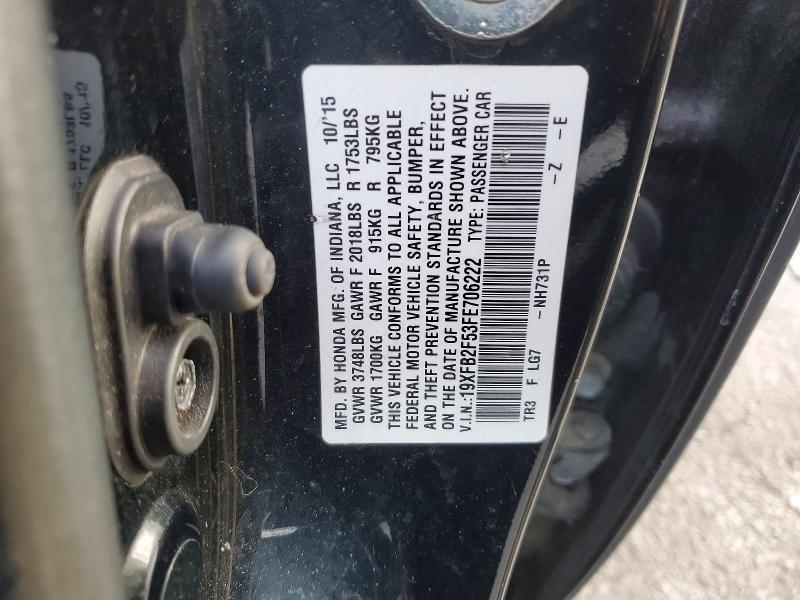 MFD. BY HONDA MFG. OF INDIANA, LLC 10/'15
GVWR 3748LBS GAWR F 2018LBS R 1753LBS
GVWR 1700KG GAWR F 915KG R 795KG
THIS VEHICLE CONFORMS TO ALL APPLICABLE
FEDERAL MOTOR VEHICLE SAFETY, BUMPER,
AND THEFT PREVENTION STANDARDS IN EFFECT
ON THE DATE OF MANUFACTURE SHOWN ABOVE.
V.I.N.:19XFB2F53FE706222 TYPE: PASSENGER CAR
TR3 F LG7 -NH731P -Z -E